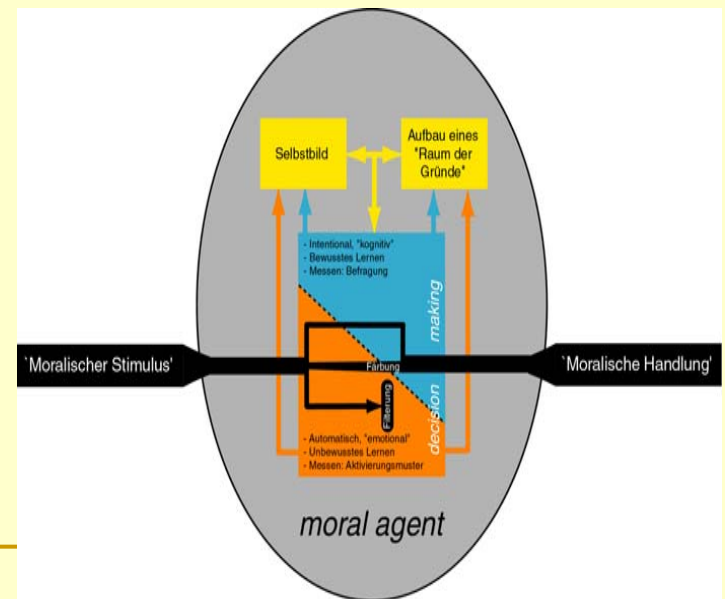 Selbstbild
Aufbau eines
"Raum der
Gründe"
- Intentional, "kognitiv"
- Bewusstes Lernen
- Messen: Befragung
decision making
`Moralischer Stimulus'
Färbung
Filterung
`Moralische Handlung'
- Automatisch, "emotional"
- Unbewusstes Lernen
- Messen: Aktivierungsmuster
moral agent